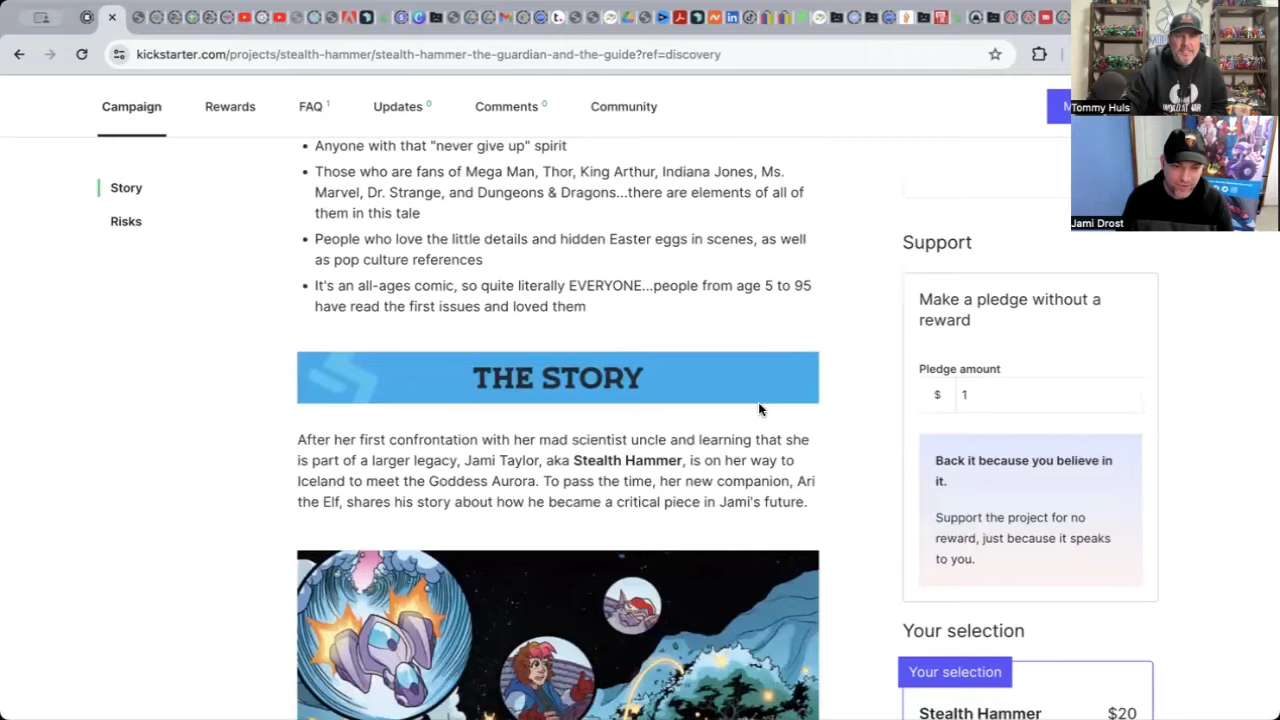 kickstarter.com/projects/stealth-hammer/stealth-hammer-the-guardian-and-the-guide?ref=discovery
Campaign
Rewards
FAQ 1
Updates 0
Comments 0
Community
M
Tommy Huls
Jami Drost
Story
Risks
• Anyone with that "never give up" spirit
• Those who are fans of Mega Man, Thor, King Arthur, Indiana Jones, Ms.
Marvel, Dr. Strange, and Dungeons & Dragons...there are elements of all of
them in this tale
• People who love the little details and hidden Easter eggs in scenes, as well
as pop culture references
• It's an all-ages comic, so quite literally EVERYONE...people from age 5 to 95
have read the first issues and loved them
THE STORY
After her first confrontation with her mad scientist uncle and learning that she
is part of a larger legacy, Jami Taylor, aka Stealth Hammer, is on her way to
Iceland to meet the Goddess Aurora. To pass the time, her new companion, Ari
the Elf, shares his story about how he became a critical piece in Jami's future.
Support
Make a pledge without a
reward
Pledge amount
$ 1
Back it because you believe in
it.
Support the project for no
reward, just because it speaks
to you.
Your selection
Your selection
Stealth Hammer $20